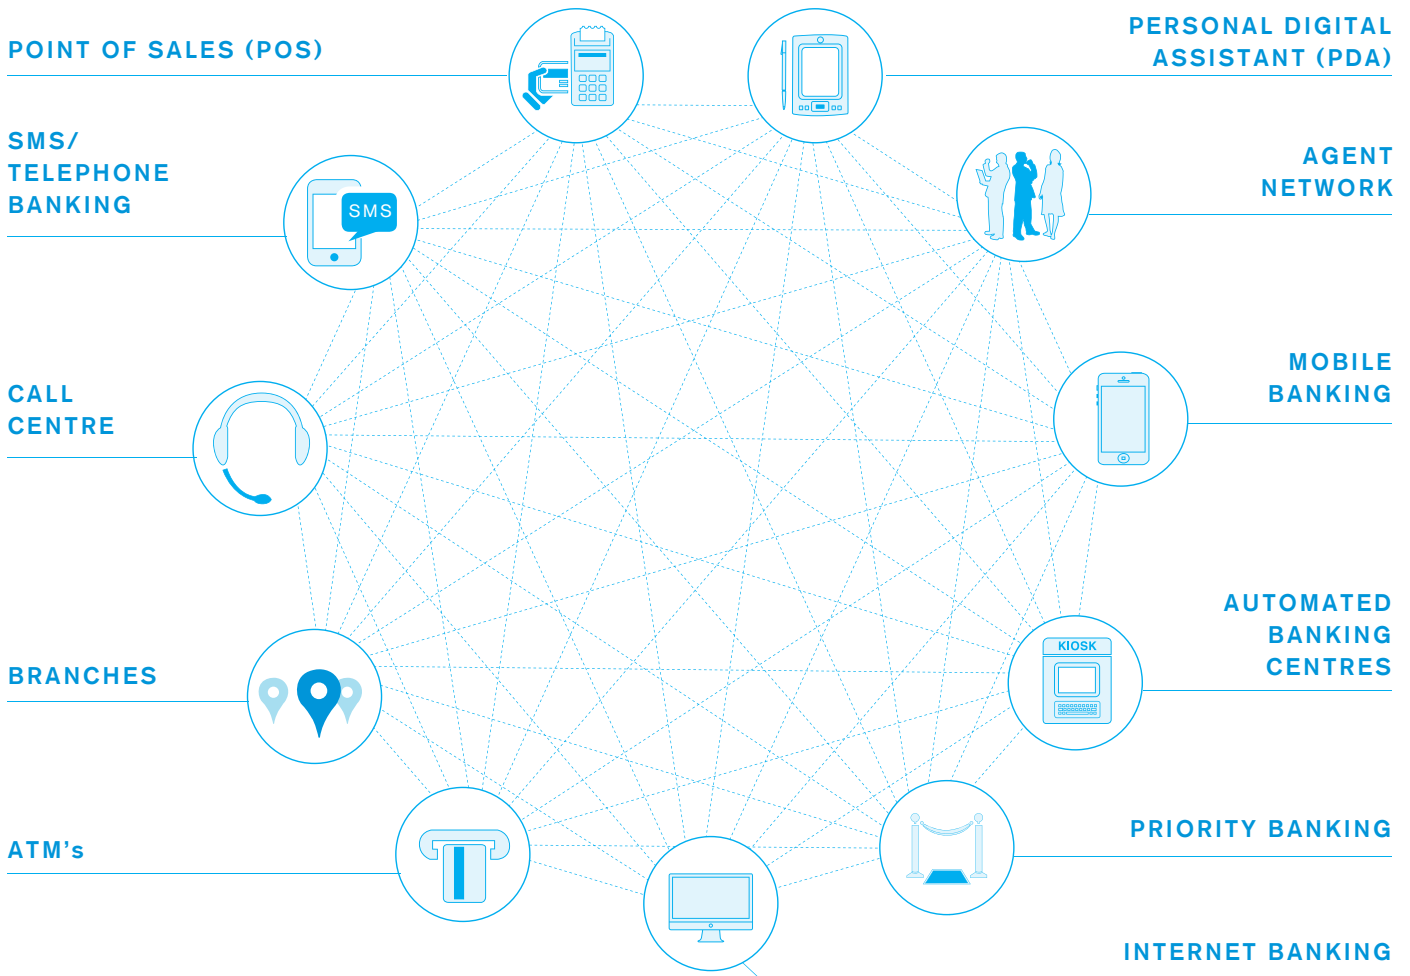 POINT OF SALES (POS)
PERSONAL DIGITAL
ASSISTANT (PDA)
SMS/
TELEPHONE
BANKING
SMS
AGENT
NETWORK
CALL
CENTRE
MOBILE
BANKING
AUTOMATED
BANKING
CENTRES
KIOSK
BRANCHES
ATM's
PRIORITY BANKING
INTERNET BANKING